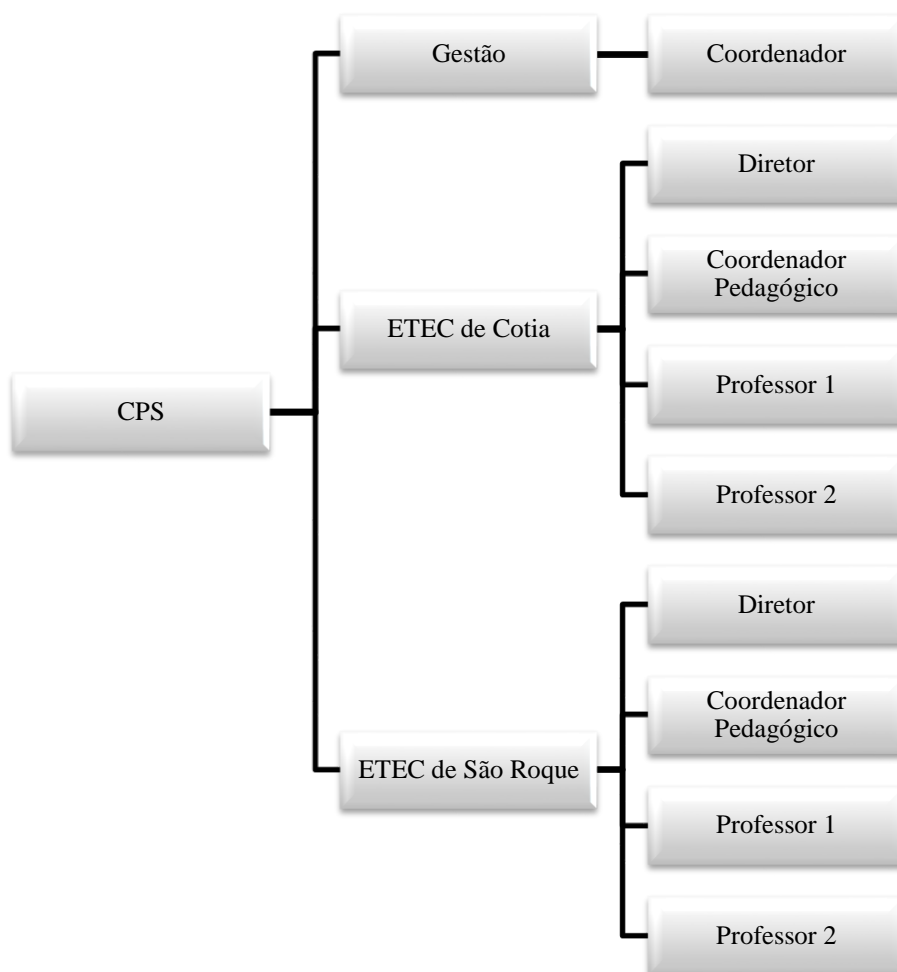 CPS
Gestão
Coordenador
ETEC de Cotia
Diretor
Coordenador
Pedagógico
Professor 1
Professor 2
ETEC de São Roque
Diretor
Coordenador
Pedagógico
Professor 1
Professor 2